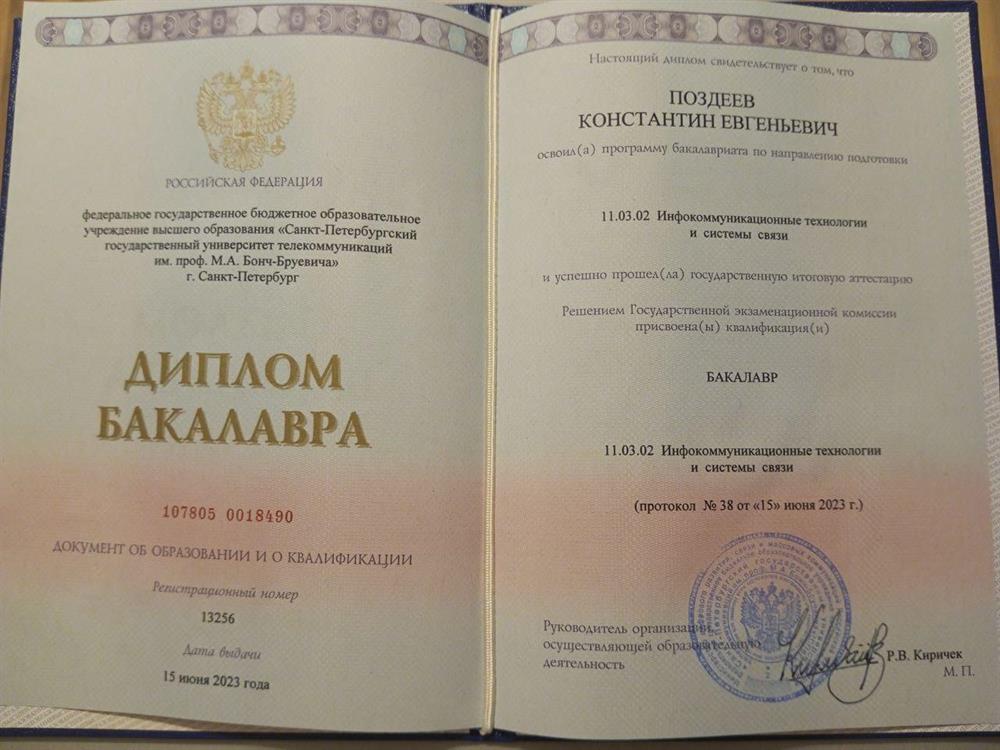 РОССИЙСКАЯ ФЕДЕРАЦИЯ
федеральное государственное бюджетное образовательное
учреждение высшего образования «Санкт-Петербургский
государственный университет телекоммуникаций
им. проф. М.А. Бонч-Бруевича»
г. Санкт-Петербург
ДИПЛОМ
БАКАЛАВРА
107805 0018490
ДОКУМЕНТ ОБ ОБРАЗОВАНИИ И О КВАЛИФИКАЦИИ
Регистрационный номер
13256
Дата выдачи
15 июня 2023 года
Настоящий диплом свидетельствует о том, что
ПОЗДЕЕВ
КОНСТАНТИН ЕВГЕНЬЕВИЧ
освоил(а) программу бакалавриата по направлению подготовки
11.03.02 Инфокоммуникационные технологии
и системы связи
и успешно прошел(ла) государственную итоговую аттестацию
Решением Государственной экзаменационной комиссии
присвоена(ы) квалификация(и)
БАКАЛАВР
11.03.02 Инфокоммуникационные технологии
и системы связи
(протокол № 38 от «15» июня 2023 г.)
Руководитель организации,
осуществляющей образовательную
деятельность
Р.В. Киричек
М. П.